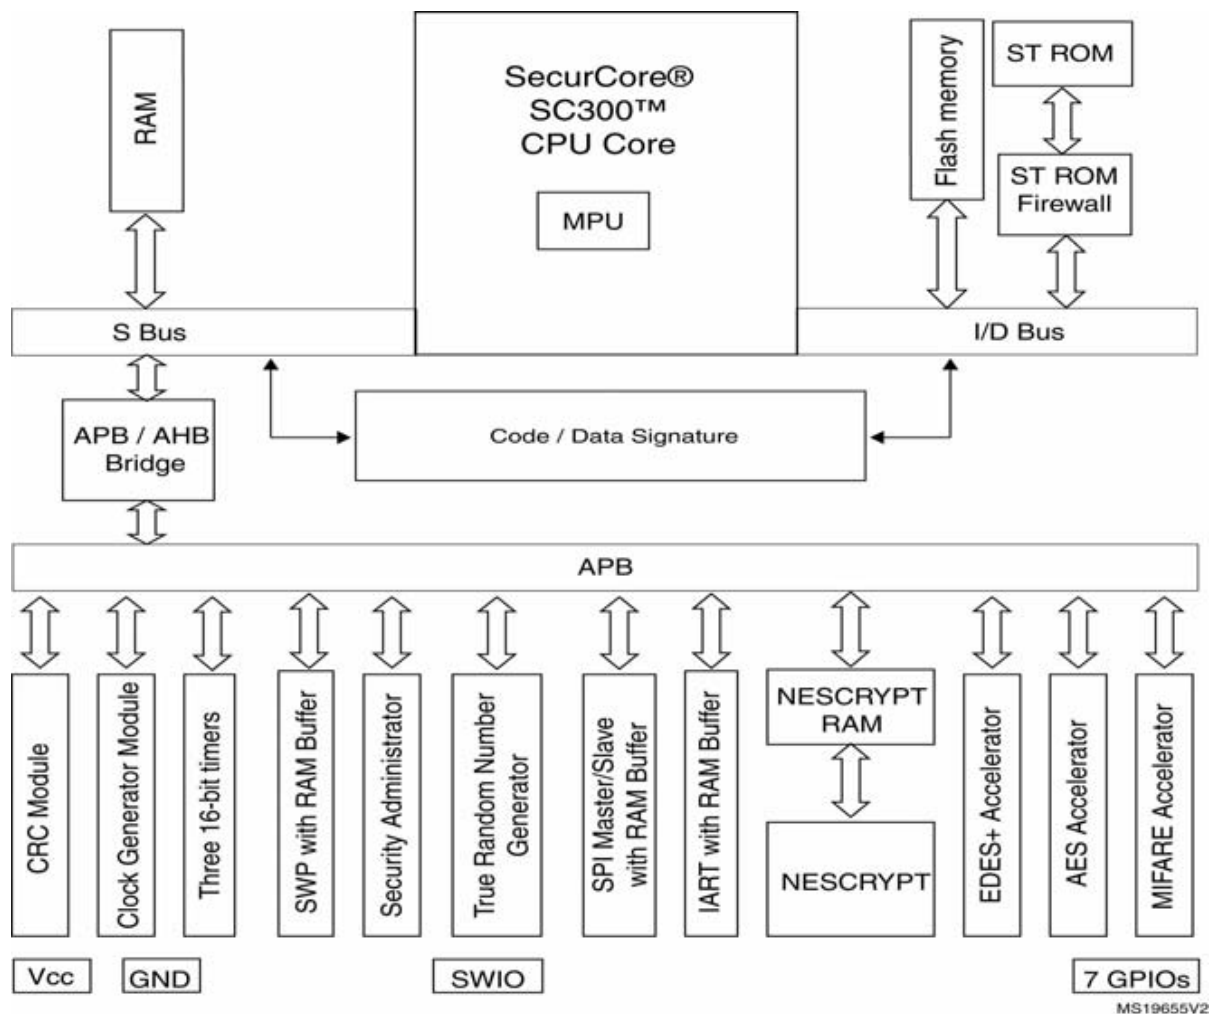 RAM
SecurCore®
SC300™
CPU Core
MPU
Flash memory
ST ROM
ST ROM
Firewall
S Bus
I/D Bus
APB / AHB
Bridge
Code / Data Signature
APB
CRC Module
Clock Generator Module
Three 16-bit timers
SWP with RAM Buffer
Security Administrator
True Random Number
Generator
SPI Master/Slave
with RAM Buffer
IART with RAM Buffer
NESCRYPT
RAM
NESCRYPT
EDES+ Accelerator
AES Accelerator
MIFARE Accelerator
Vcc
GND
SWIO
7 GPIOs
MS19655V2